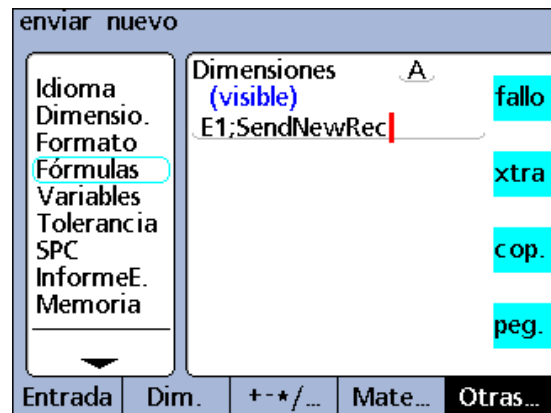 enviar nuevo
Idioma
Dimensio.
Formato
Fórmulas
Variables
Tolerancia
SPC
InformeE.
Memoria
Dimensiones A
(visible)
E1;SendNewRec
fallo
xtra
cop.
peg.
Entrada Dim. +-*/... Mate... Otras...